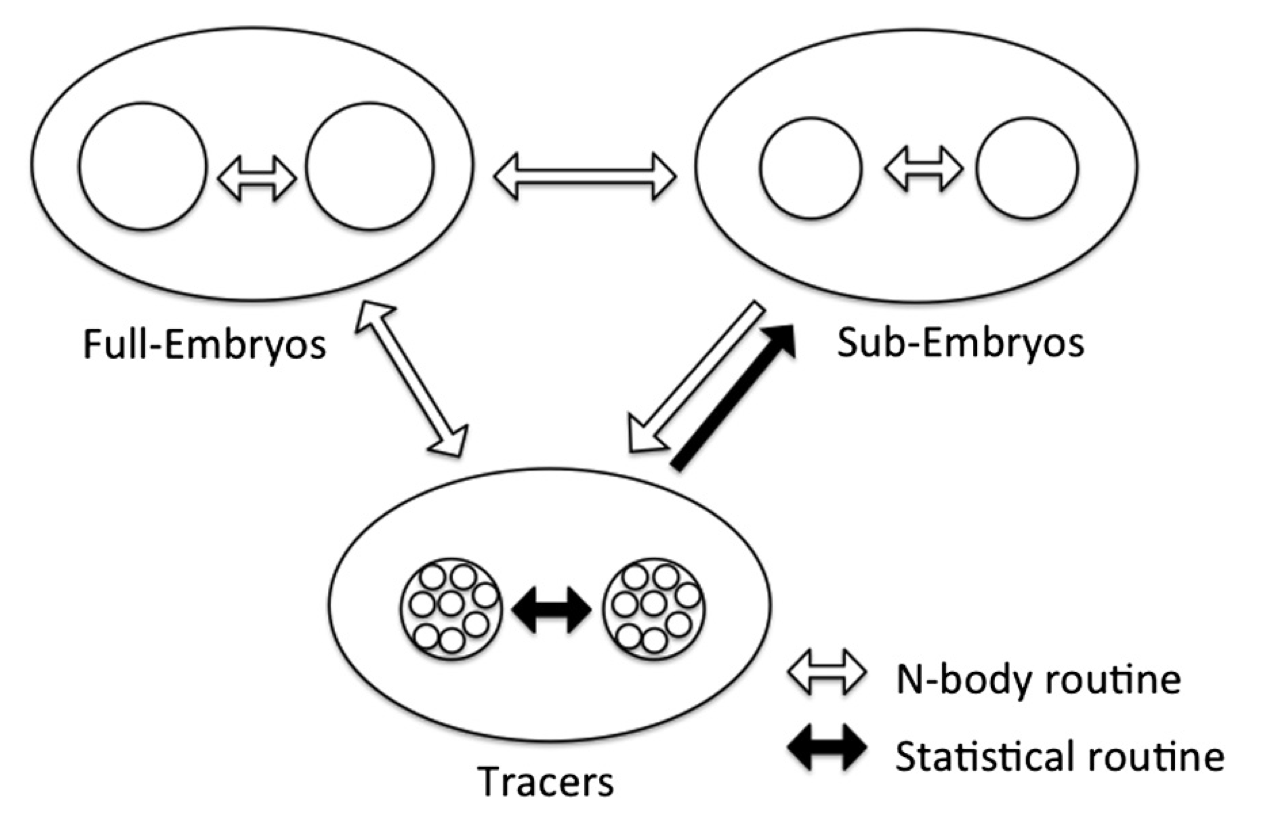 Full-Embryos
Sub-Embryos
Tracers
N-body routine
Statistical routine